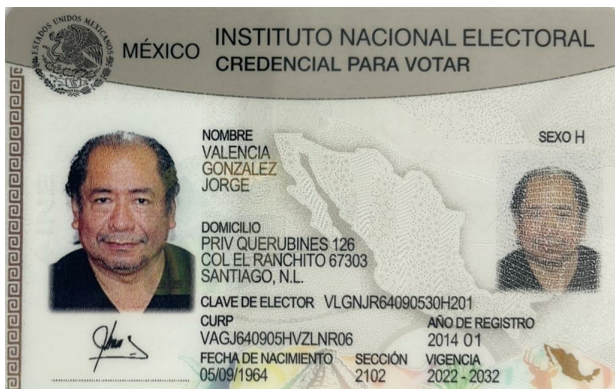 ESTADOS UNIDOS MEXICANOS
MÉXICO
INSTITUTO NACIONAL ELECTORAL
CREDENCIAL PARA VOTAR
NOMBRE
VALENCIA
GONZALEZ
JORGE
SEXO H
DOMICILIO
PRIV QUERUBINES 126
COL EL RANCHITO 67303
SANTIAGO, N.L.
CLAVE DE ELECTOR VLGNJR64090530H201
CURP
VAGJ640905HVZLNR06
AÑO DE REGISTRO
2014 01
FECHA DE NACIMIENTO
05/09/1964
SECCIÓN
2102
VIGENCIA
2022 - 2032